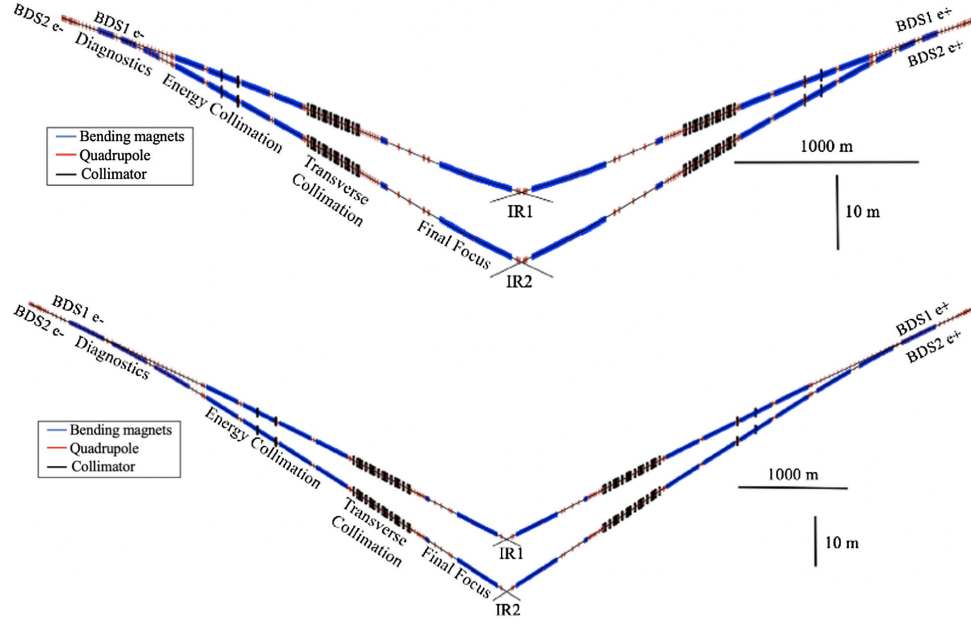 BDS2 e-
BDS1 e-
Diagnostics
Energy Collimation
Transverse
Collimation
Final Focus
IR1
IR2
BDS1 e+
BDS2 e+
Bending magnets
Quadrupole
Collimator
1000 m
10 m
BDS1 e-
BDS2 e-
Diagnostics
Energy Collimation
Transverse
Collimation
Final Focus
IR1
IR2
BDS1 e+
BDS2 e+
Bending magnets
Quadrupole
Collimator
1000 m
10 m